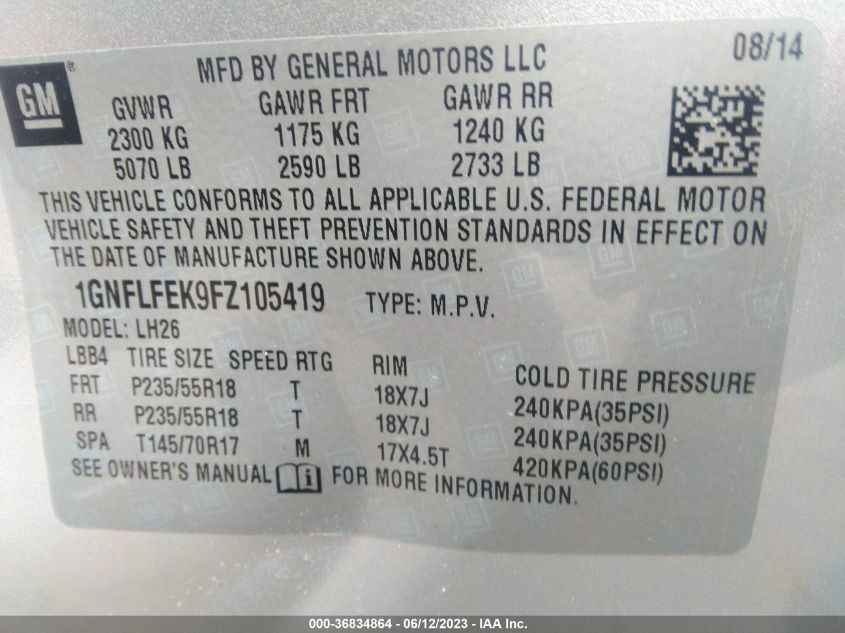 GM®
MFD BY GENERAL MOTORS LLC
08/14
GVWR GAWR FRT GAWR RR
2300 KG 1175 KG 1240 KG
5070 LB 2590 LB 2733 LB
THIS VEHICLE CONFORMS TO ALL APPLICABLE U.S. FEDERAL MOTOR
VEHICLE SAFETY AND THEFT PREVENTION STANDARDS IN EFFECT ON
THE DATE OF MANUFACTURE SHOWN ABOVE.
1GNFLFEK9FZ105419 TYPE: M.P.V.
MODEL: LH26
LBB4 TIRE SIZE SPEED RTG RIM COLD TIRE PRESSURE
FRT P235/55R18 T 18X7J 240KPA(35PSI)
RR P235/55R18 T 18X7J 240KPA(35PSI)
SPA T145/70R17 M 17X4.5T 420KPA(60PSI)
SEE OWNER'S MANUAL i FOR MORE INFORMATION.
000-36834864 - 06/12/2023 - IAA Inc.